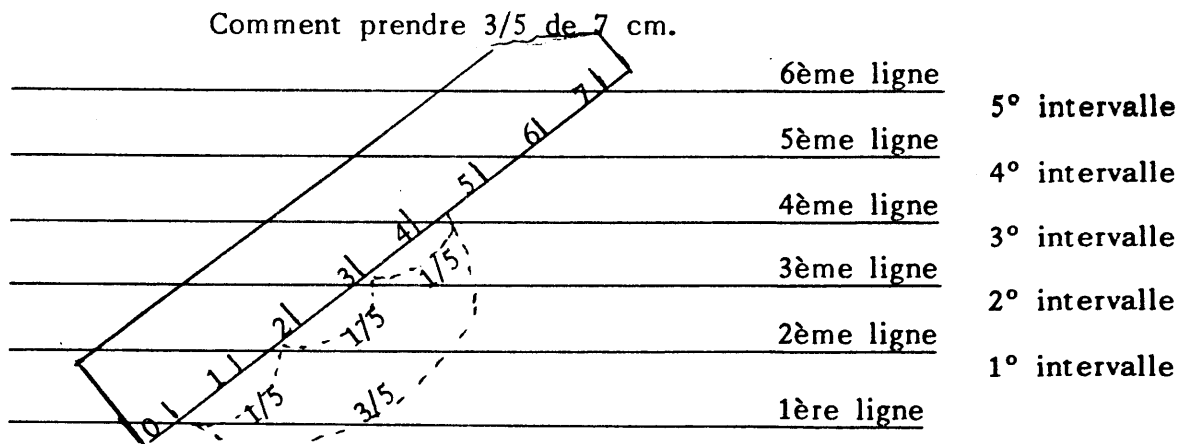 Comment prendre 3/5 de 7 cm.
6ème ligne
5° intervalle
5ème ligne
4° intervalle
4ème ligne
3° intervalle
3ème ligne
2° intervalle
2ème ligne
1° intervalle
1ère ligne
0 1 2 3 4 5 6 7
1/5 1/5 1/5
3/5